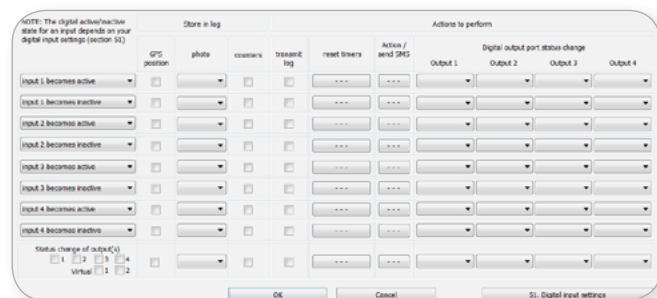 NOTE: The digital active/inactive
state for an input depends on your
digital input settings (section S1)
Store in log
Actions to perform
GPS
position
photo
counters
transmit
log
reset timers
Action /
send SMS
Digital output port status change
Output 1
Output 2
Output 3
Output 4
input 1 becomes active
- - -
- - -
input 1 becomes inactive
- - -
- - -
input 2 becomes active
- - -
- - -
input 2 becomes inactive
- - -
- - -
input 3 becomes active
- - -
- - -
input 3 becomes inactive
- - -
- - -
input 4 becomes active
- - -
- - -
input 4 becomes inactive
- - -
- - -
Status change of output(s)
1 2 3 4
Virtual 1 2
- - -
- - -
OK
Cancel
S1. Digital input settings